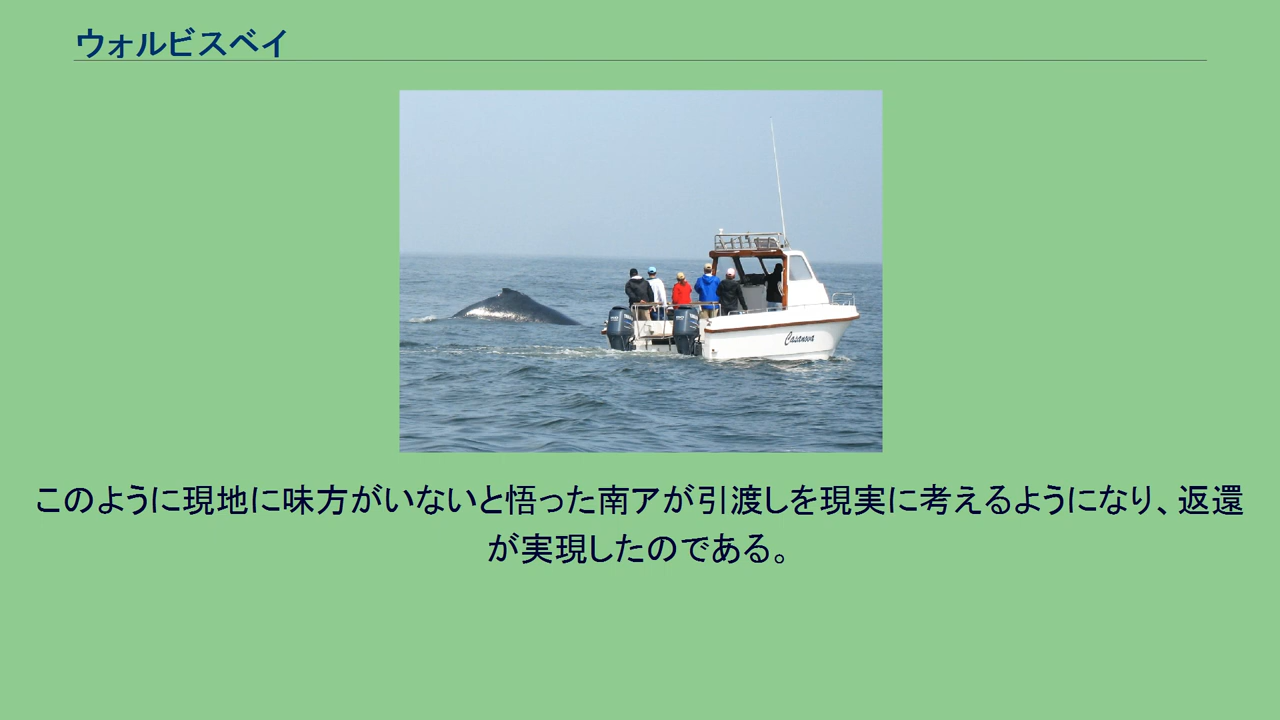 ウォルビスベイ
Casanova
このように現地に味方がいないと悟った南アが引渡しを現実に考えるようになり、返還
が実現したのである。